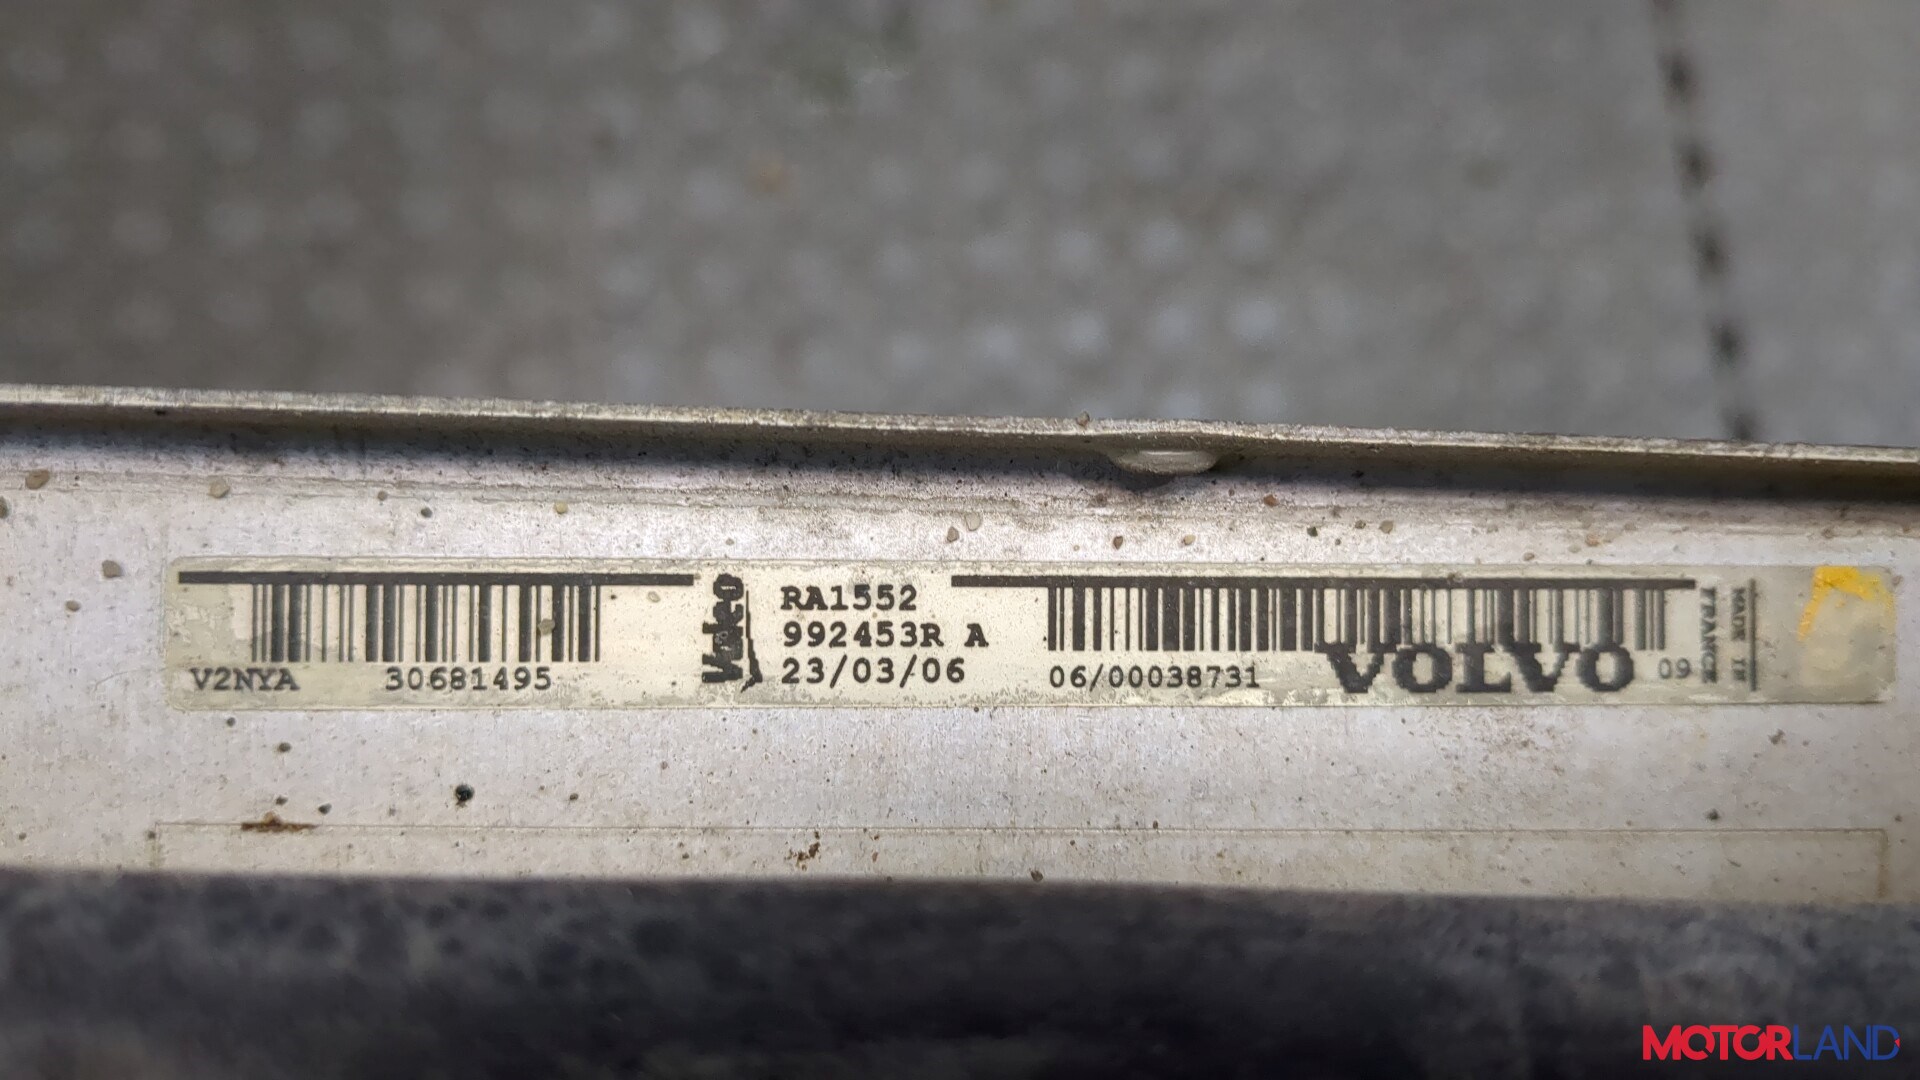 V2NYA 30681495
Valeo
RA1552
992453R A
23/03/06
06/00038731 VOLVO 09
MADE IN
FRANCE
MOTORLAND